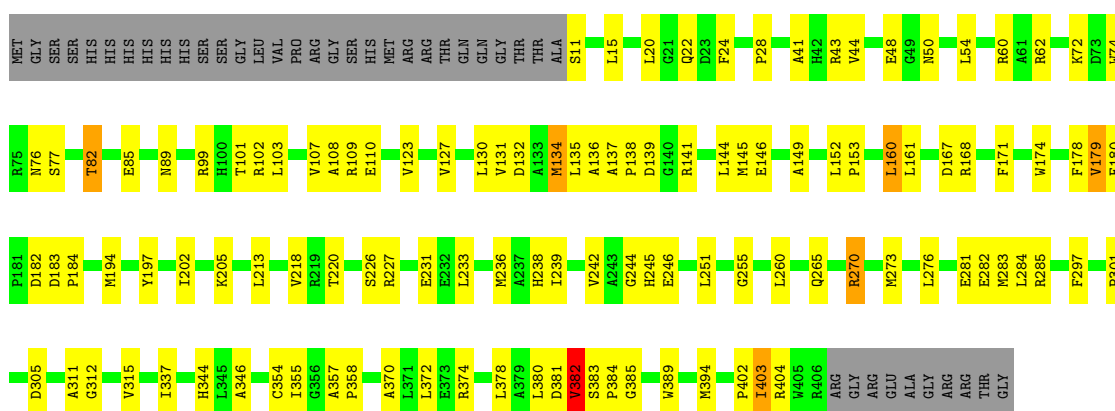 MET GLY SER SER HIS HIS HIS HIS HIS HIS SER SER GLY LEU VAL PRO ARG GLY SER HIS MET ARG ARG THR GLN GLN GLY THR THR ALA S11 L15 L20 G21 Q22 D23 F24 P28 A41 H42 R43 V44 E48 G49 N50 L54 R60 A61 R62 K72 D73 W74
R75 N76 S77 T82 E85 N89 R99 H100 T101 R102 L103 V107 A108 R109 E110 V123 V127 L130 V131 D132 A133 M134 L135 A136 A137 P138 D139 G140 R141 L144 M145 E146 A149 L152 P153 L160 L161 D167 R168 F171 W174 F178 V179 E180
P181 D182 D183 P184 M194 Y197 I202 K205 L213 V218 R219 T220 S226 R227 E231 E232 L233 M236 A237 H238 I239 V242 A243 G244 H245 E246 L251 G255 L260 Q265 R270 M273 L276 E281 E282 M283 L284 R285 F297
D305 A311 G312 V315 I337 H344 L345 A346 C354 I355 G356 A357 P358 A370 L371 L372 E373 R374 L378 A379 L380 D381 V382 S383 P384 G385 W389 M394 P402 I403 R404 W405 R406 ARG GLY ARG GLU ALA GLY ARG ARG THR GLY